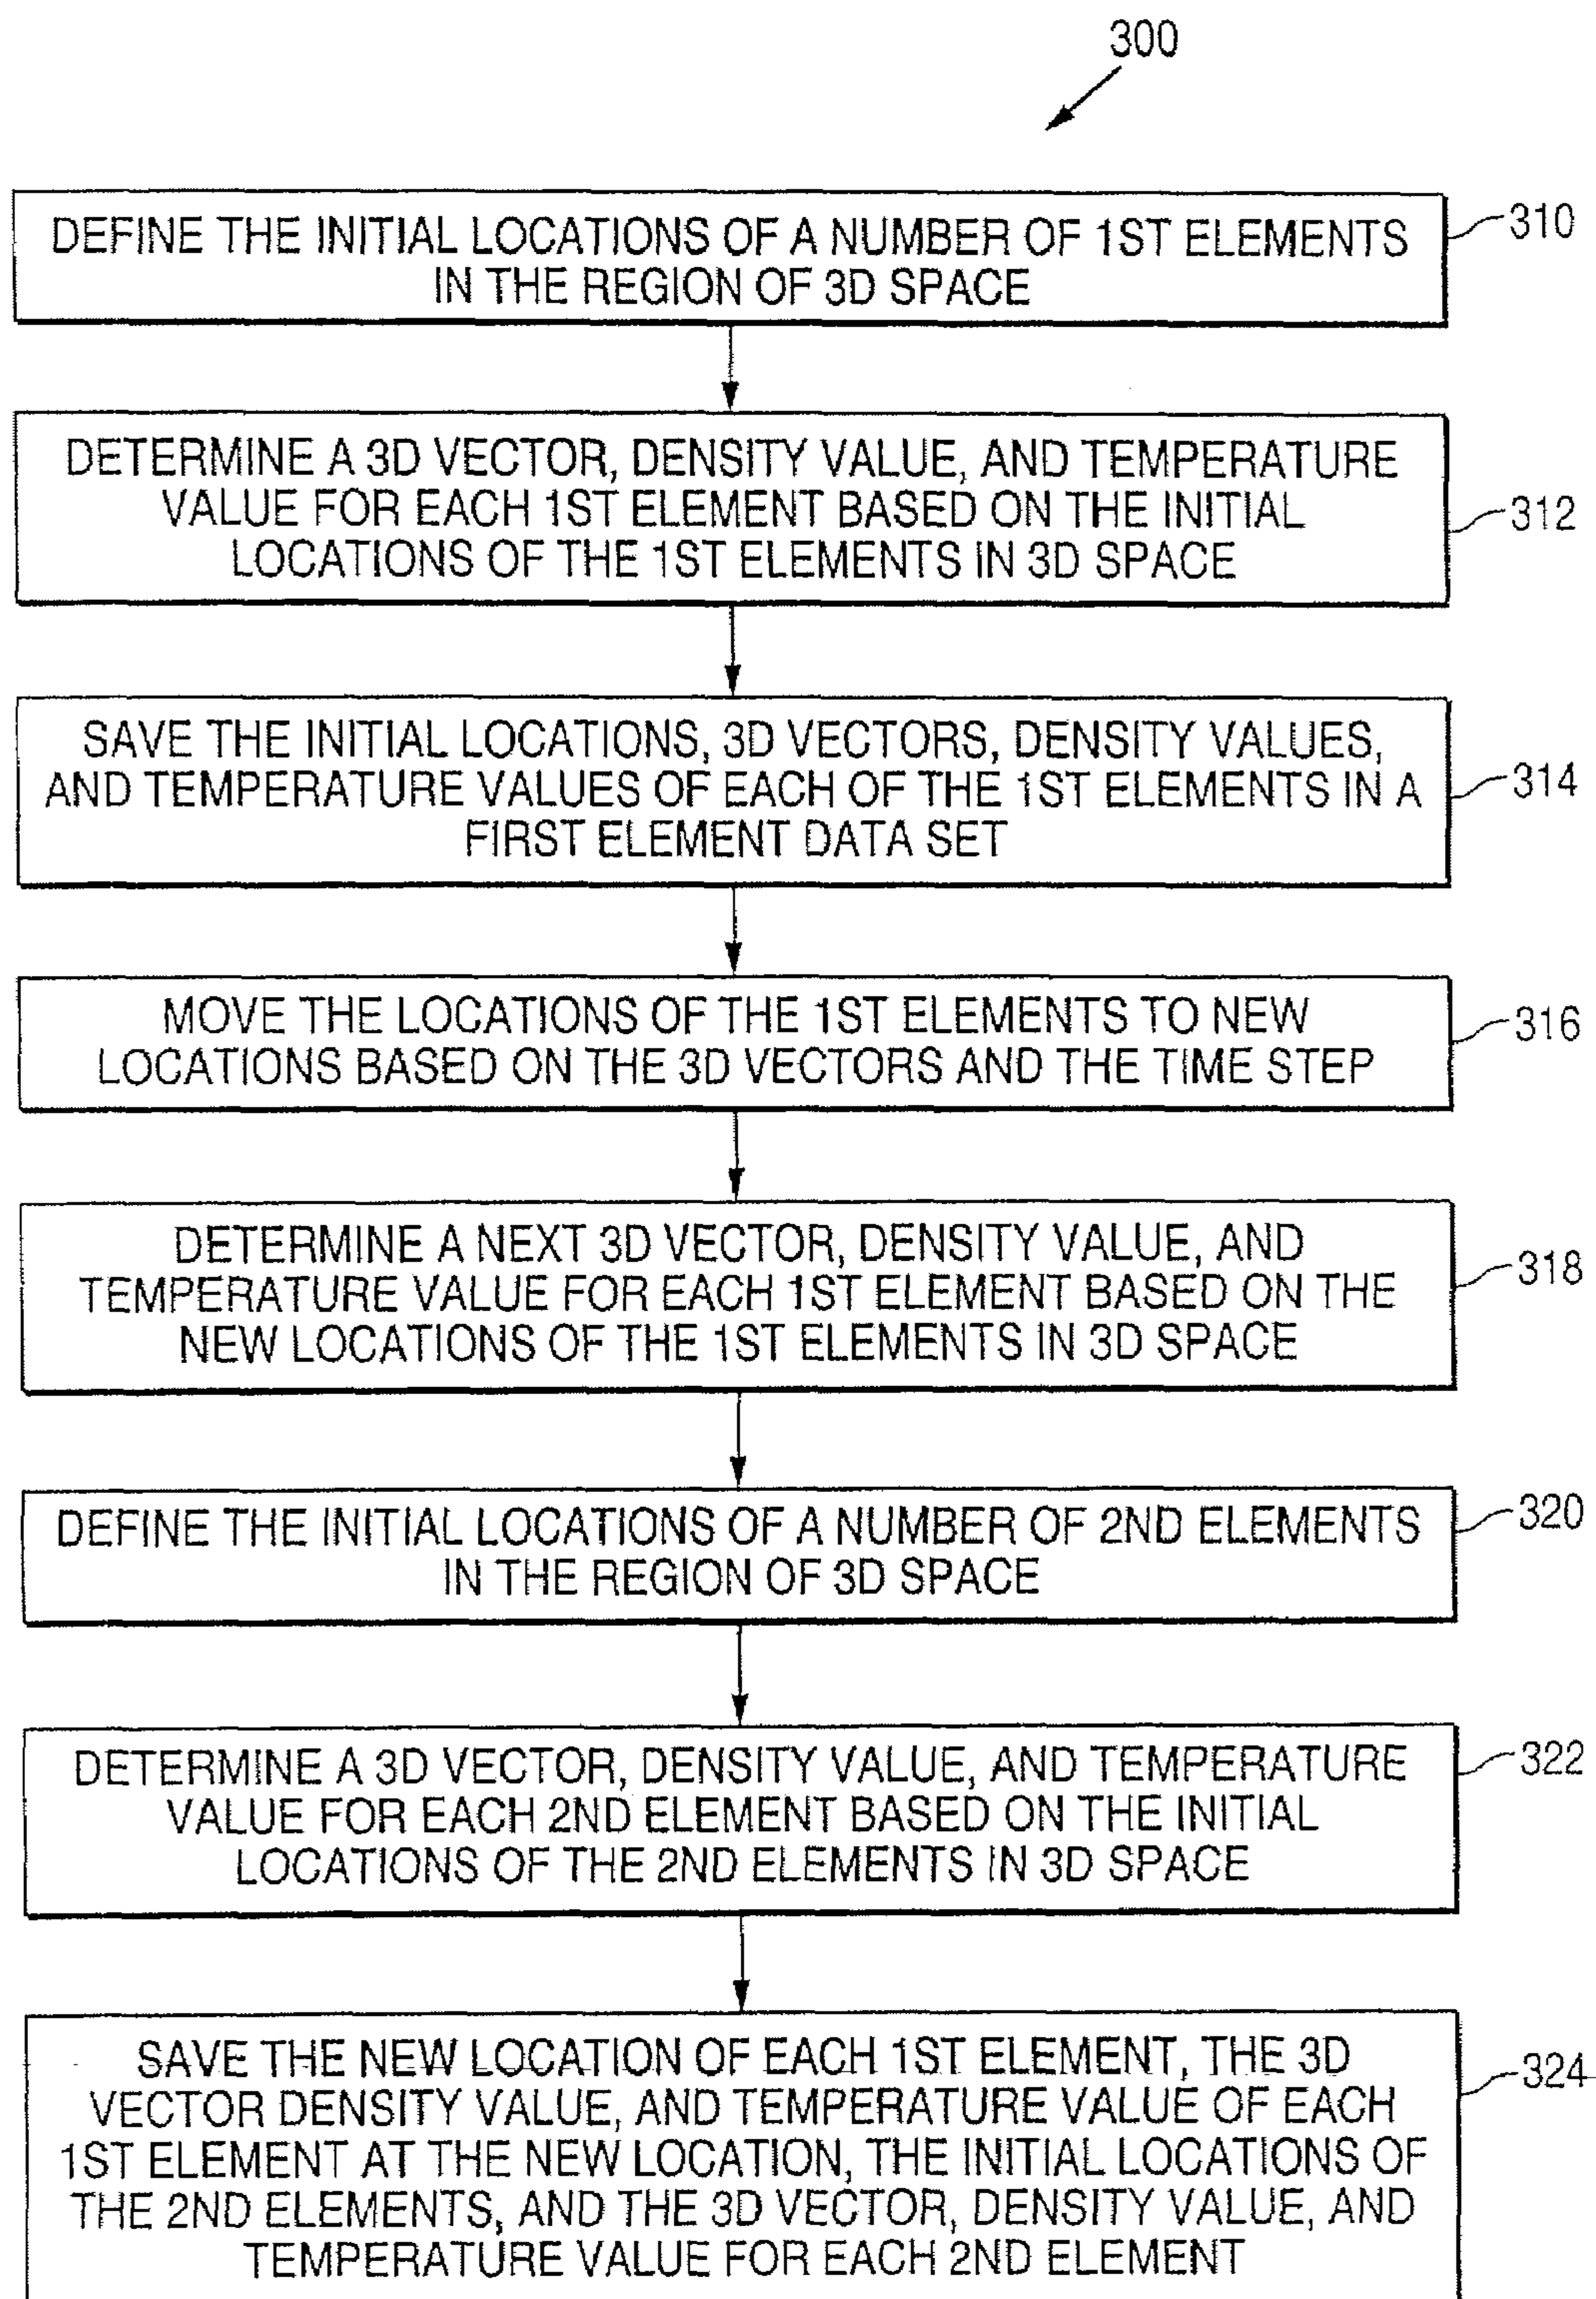 300
DEFINE THE INITIAL LOCATIONS OF A NUMBER OF 1ST ELEMENTS
IN THE REGION OF 3D SPACE
310
DETERMINE A 3D VECTOR, DENSITY VALUE, AND TEMPERATURE
VALUE FOR EACH 1ST ELEMENT BASED ON THE INITIAL
LOCATIONS OF THE 1ST ELEMENTS IN 3D SPACE
312
SAVE THE INITIAL LOCATIONS, 3D VECTORS, DENSITY VALUES,
AND TEMPERATURE VALUES OF EACH OF THE 1ST ELEMENTS IN A
FIRST ELEMENT DATA SET
314
MOVE THE LOCATIONS OF THE 1ST ELEMENTS TO NEW
LOCATIONS BASED ON THE 3D VECTORS AND THE TIME STEP
316
DETERMINE A NEXT 3D VECTOR, DENSITY VALUE, AND
TEMPERATURE VALUE FOR EACH 1ST ELEMENT BASED ON THE
NEW LOCATIONS OF THE 1ST ELEMENTS IN 3D SPACE
318
DEFINE THE INITIAL LOCATIONS OF A NUMBER OF 2ND ELEMENTS
IN THE REGION OF 3D SPACE
320
DETERMINE A 3D VECTOR, DENSITY VALUE, AND TEMPERATURE
VALUE FOR EACH 2ND ELEMENT BASED ON THE INITIAL
LOCATIONS OF THE 2ND ELEMENTS IN 3D SPACE
322
SAVE THE NEW LOCATION OF EACH 1ST ELEMENT, THE 3D
VECTOR DENSITY VALUE, AND TEMPERATURE VALUE OF EACH
1ST ELEMENT AT THE NEW LOCATION, THE INITIAL LOCATIONS OF
THE 2ND ELEMENTS, AND THE 3D VECTOR, DENSITY VALUE, AND
TEMPERATURE VALUE FOR EACH 2ND ELEMENT
324